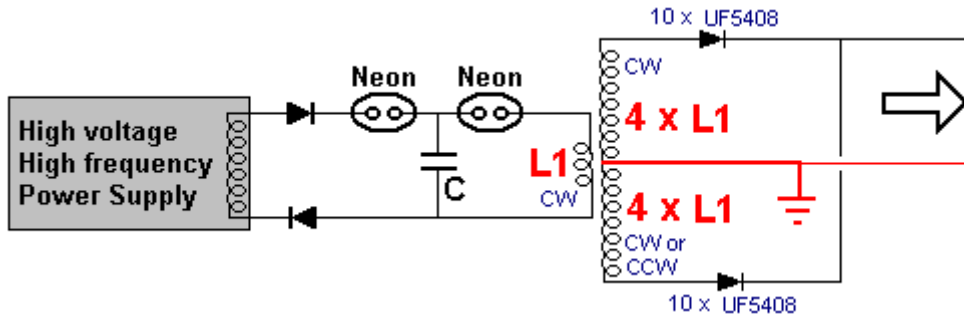 10 x UF5408
Neon
Neon
CW
High voltage
High frequency
Power Supply
4 x L1
L1
C
CW
4 x L1
CW or
CCW
10 x UF5408